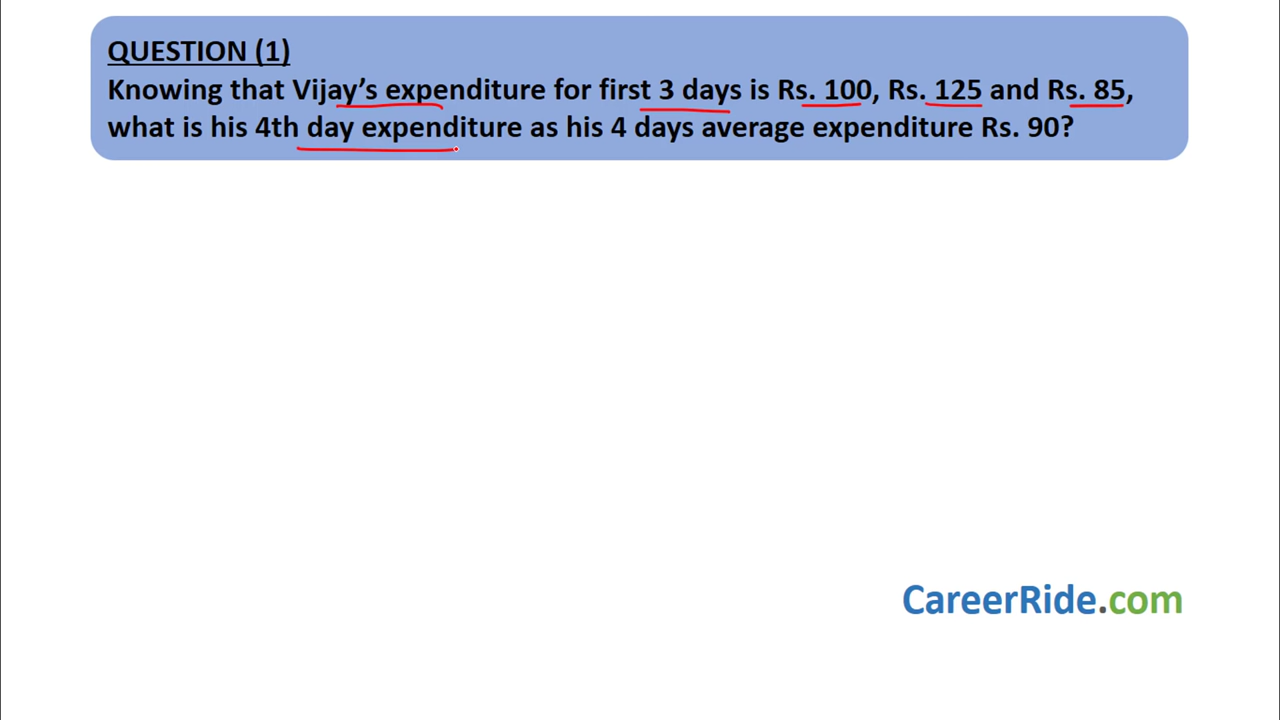 QUESTION (1)
Knowing that Vijay’s expenditure for first 3 days is Rs. 100, Rs. 125 and Rs. 85,
what is his 4th day expenditure as his 4 days average expenditure Rs. 90?
CareerRide.com